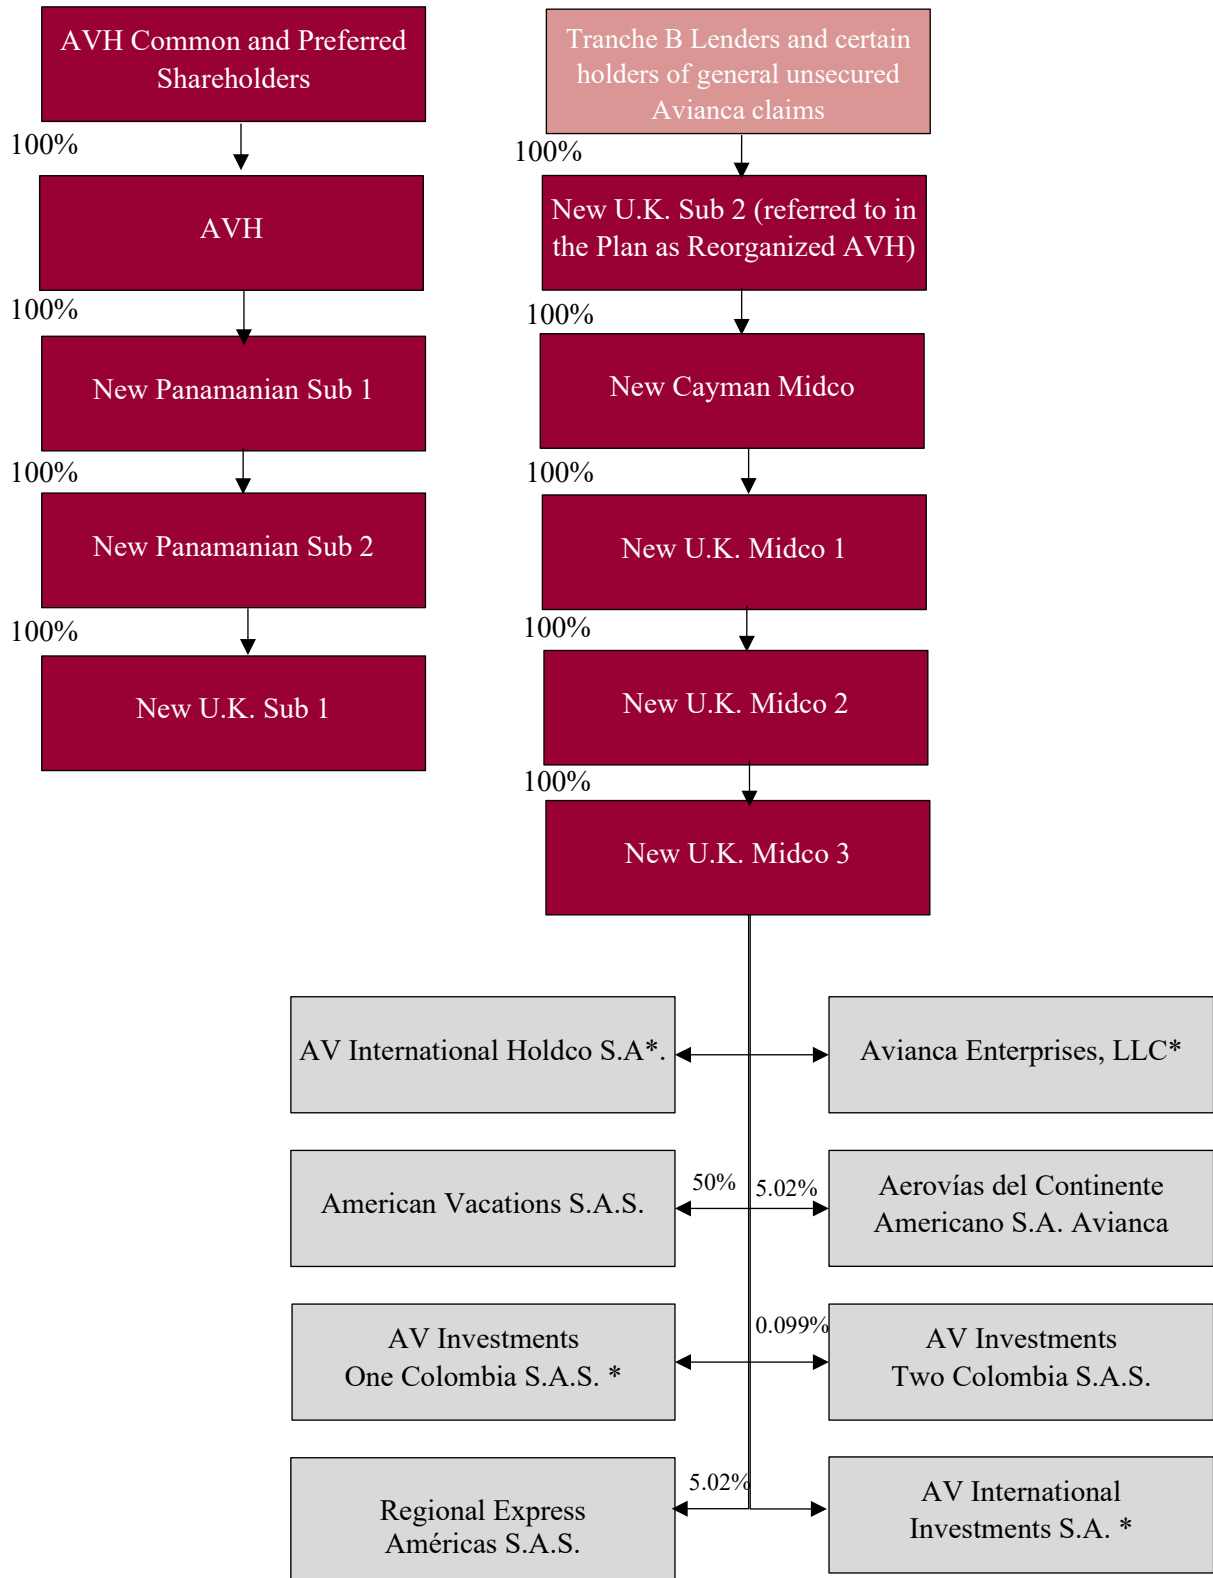 AVH Common and Preferred
Shareholders
100%
AVH
100%
New Panamanian Sub 1
100%
New Panamanian Sub 2
100%
New U.K. Sub 1
Tranche B Lenders and certain
holders of general unsecured
Avianca claims
100%
New U.K. Sub 2 (referred to in
the Plan as Reorganized AVH)
100%
New Cayman Midco
100%
New U.K. Midco 1
100%
New U.K. Midco 2
100%
New U.K. Midco 3
AV International Holdco S.A*.
Avianca Enterprises, LLC*
American Vacations S.A.S.
50%
5.02%
Aerovías del Continente
Americano S.A. Avianca
AV Investments
One Colombia S.A.S. *
0.099%
AV Investments
Two Colombia S.A.S.
Regional Express
Américas S.A.S.
5.02%
AV International
Investments S.A. *